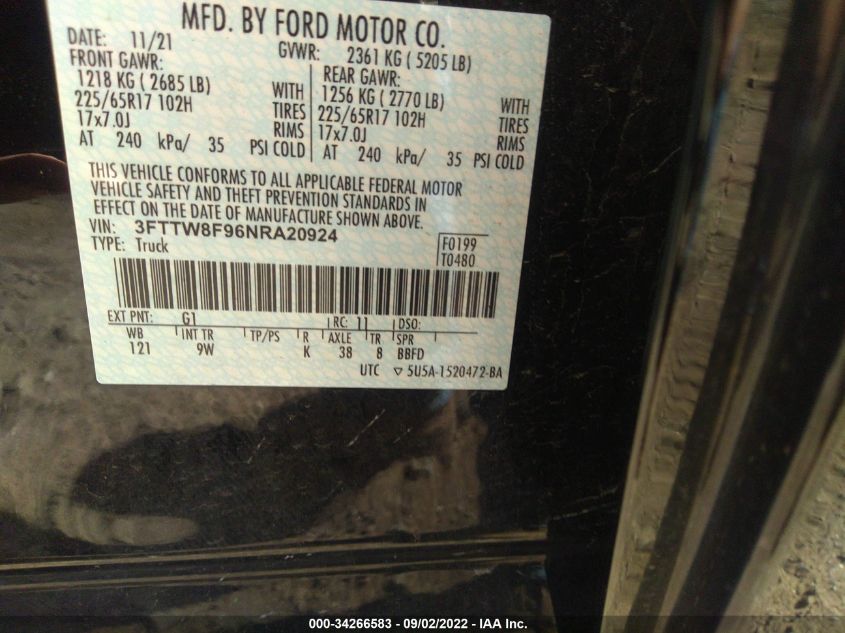 MFD. BY FORD MOTOR CO.
DATE: 11/21 GVWR: 2361 KG ( 5205 LB)
FRONT GAWR: REAR GAWR:
1218 KG ( 2685 LB) WITH 1256 KG ( 2770 LB) WITH
225/65R17 102H TIRES 225/65R17 102H TIRES
17x7.0J RIMS 17x7.0J RIMS
AT 240 kPa/ 35 PSI COLD AT 240 kPa/ 35 PSI COLD
THIS VEHICLE CONFORMS TO ALL APPLICABLE FEDERAL MOTOR
VEHICLE SAFETY AND THEFT PREVENTION STANDARDS IN
EFFECT ON THE DATE OF MANUFACTURE SHOWN ABOVE.
VIN: 3FTTW8F96NRA20924
TYPE: Truck F0199
T0480
EXT PNT: G1 RC: 11 DSO:
WB INT TR TP/PS R AXLE TR SPR
121 9W K 38 8 BBFD
UTC ▽ 5U5A-1520472-BA
000-34266583 - 09/02/2022 - IAA Inc.